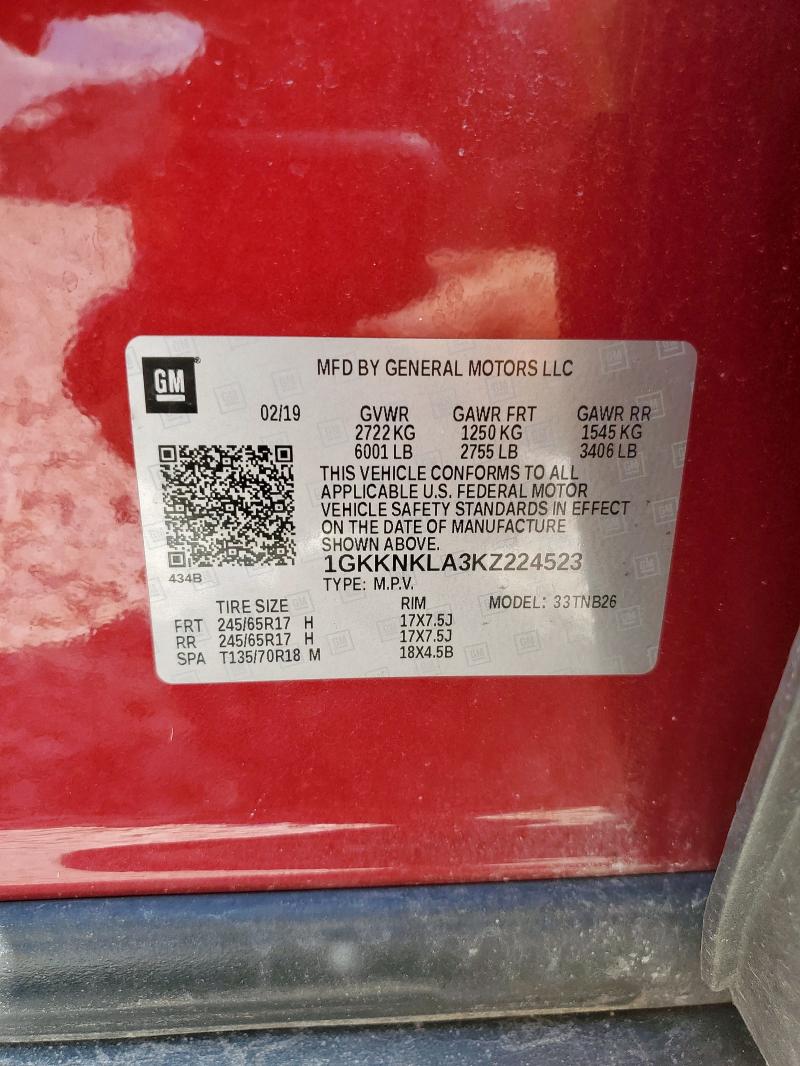 GM
MFD BY GENERAL MOTORS LLC
02/19 GVWR GAWR FRT GAWR RR
2722 KG 1250 KG 1545 KG
6001 LB 2755 LB 3406 LB
THIS VEHICLE CONFORMS TO ALL
APPLICABLE U.S. FEDERAL MOTOR
VEHICLE SAFETY STANDARDS IN EFFECT
ON THE DATE OF MANUFACTURE
SHOWN ABOVE.
434B
1GKKNKLA3KZ224523
TYPE: M.P.V.
TIRE SIZE RIM MODEL: 33TNB26
FRT 245/65R17 H 17X7.5J
RR 245/65R17 H 17X7.5J
SPA T135/70R18 M 18X4.5B